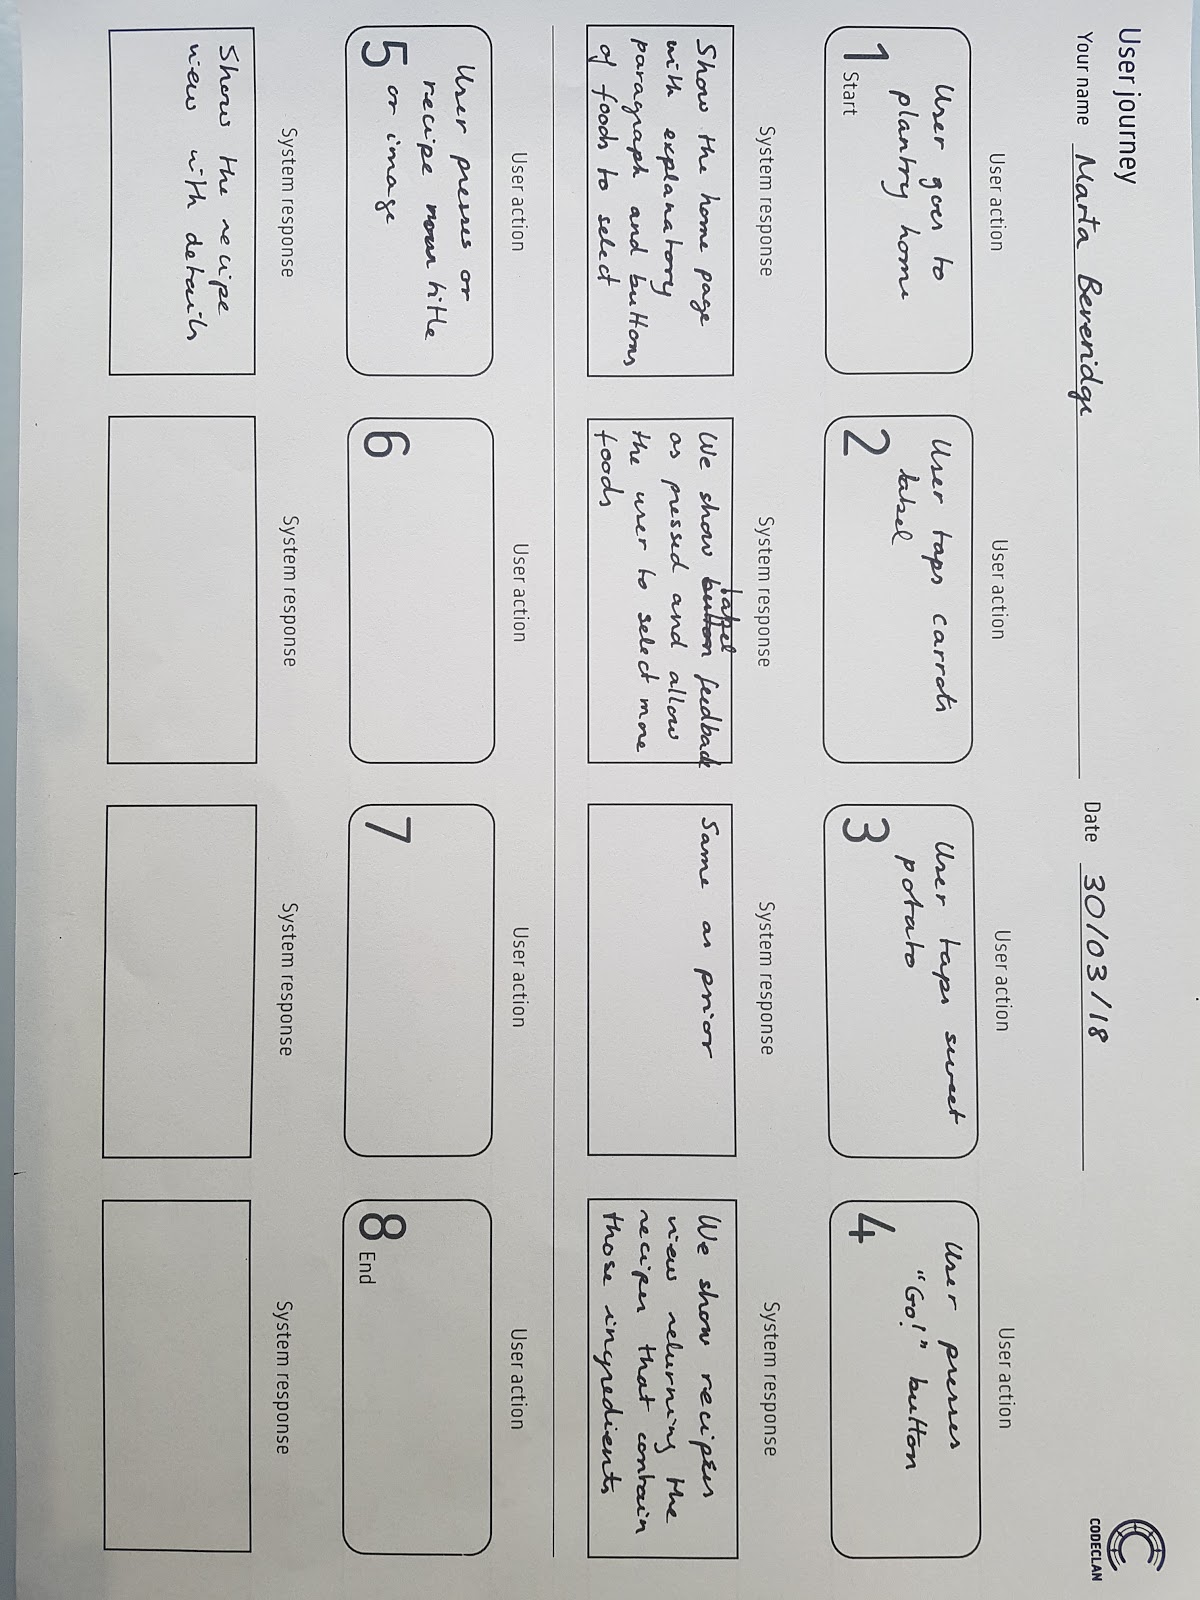 User journey
Your name Marta Beveridge Date 30/03/18
CODECLAN
User action
User goes to
plantry home
1 Start
User action
User taps carrots
label
2
User action
User taps sweet
potato
3
User action
User presses
"Go!" button
4
System response
Show the home page
with explanatory
paragraph and buttons
of foods to select
System response
label
We show button feedback
as pressed and allow
the user to select more
foods
System response
Same as prior
System response
We show recipes
view returning the
recipes that contain
those ingredients
User action
User presses or
recipe title
5 or image
User action
6
User action
7
User action
8 End
System response
Show the recipe
view with details
System response
System response
System response